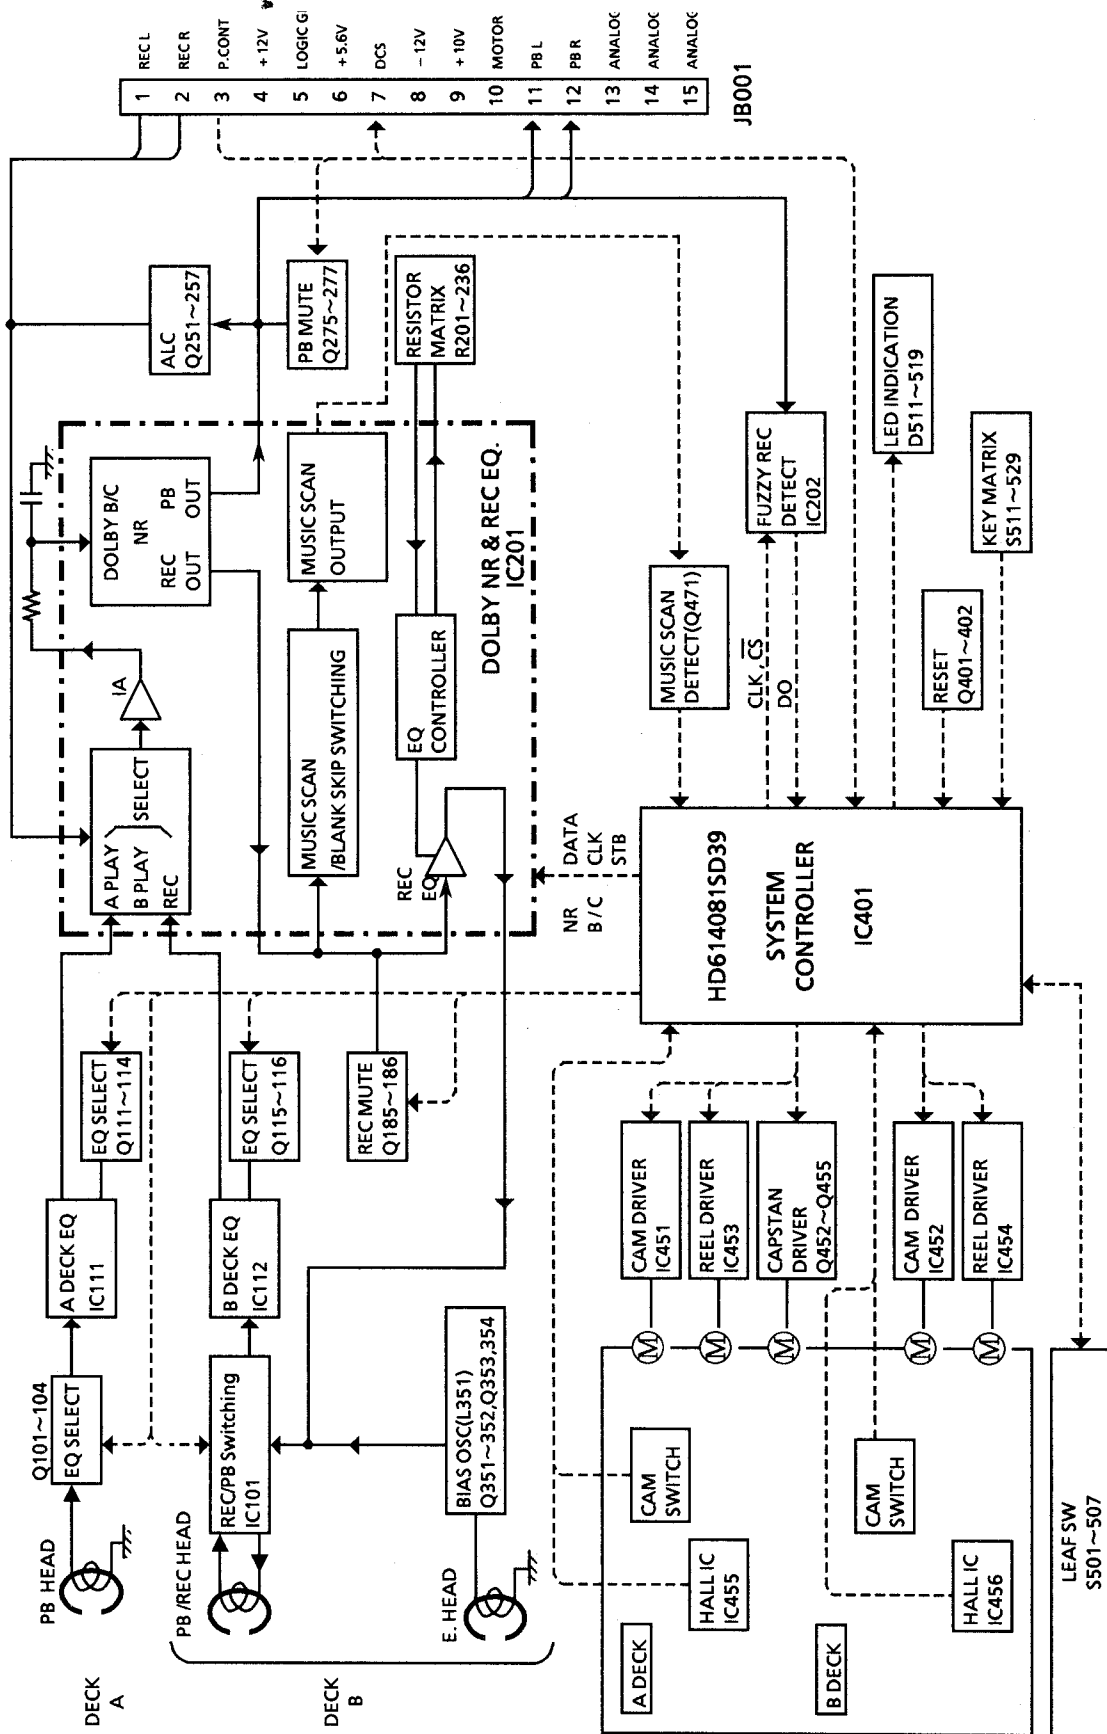 DECK
A
PB HEAD
Q101~104
EQ SELECT
A DECK EQ
IC111
EQ SELECT
Q111~114
DECK
B
PB /REC HEAD
REC/PB Switching
IC101
B DECK EQ
IC112
EQ SELECT
Q115~116
REC MUTE
Q185~186
E. HEAD
BIAS OSC(L351)
Q351~352,Q353,354
A PLAY
B PLAY
REC
SELECT
IA
DOLBY B/C
NR
REC
OUT
PB
OUT
MUSIC SCAN
/BLANK SKIP SWITCHING
MUSIC SCAN
OUTPUT
REC
EQ
EQ
CONTROLLER
DOLBY NR & REC EQ.
IC201
ALC
Q251~257
PB MUTE
Q275~277
RESISTOR
MATRIX
R201~236
1 REC L
2 REC R
3 P.CONT
4 +12V
5 LOGIC
6 +5.6V
7 DCS
8 -12V
9 +10V
10 MOTOR
11 PB L
12 PB R
13
14
15
JB001
NR
B / C
DATA
CLK
STB
HD614081SD39
SYSTEM
CONTROLLER
IC401
MUSIC SCAN
DETECT(Q471)
CLK , C̅S̅
DO
FUZZY REC
DETECT
IC202
LED INDICATION
D511~519
RESET
Q401~402
KEY MATRIX
S511~529
CAM DRIVER
IC451
REEL DRIVER
IC453
CAPSTAN
DRIVER
Q452~Q455
CAM DRIVER
IC452
REEL DRIVER
IC454
M
M
M
M
M
A DECK
HALL IC
IC455
CAM
SWITCH
B DECK
HALL IC
IC456
CAM
SWITCH
LEAF SW
S501~507